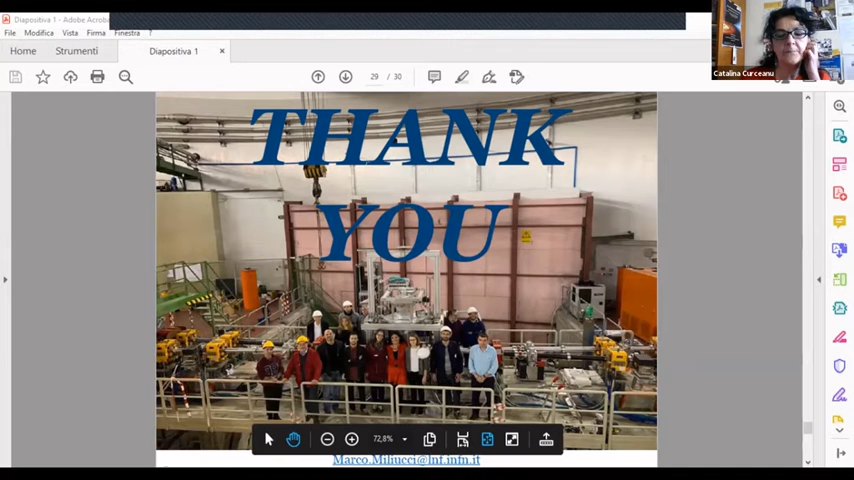 Diapositiva 1 - Adobe Acroba
File Modifica Vista Firma Finestra ?
Home Strumenti Diapositiva 1 ×
29 / 30
Catalina Curceanu
THANK
YOU
72,8%
Marco.Miliucci@lnf.infn.it